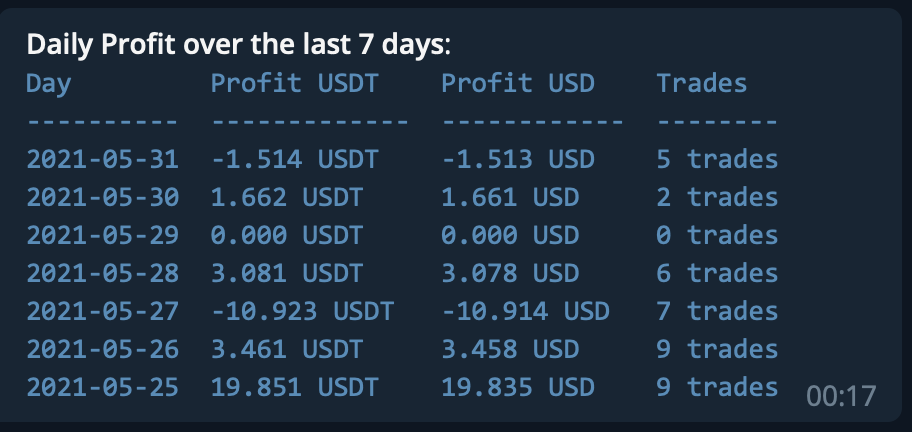 Daily Profit over the last 7 days:
Day Profit USDT Profit USD Trades
---------- ------------- ------------ --------
2021-05-31 -1.514 USDT -1.513 USD 5 trades
2021-05-30 1.662 USDT 1.661 USD 2 trades
2021-05-29 0.000 USDT 0.000 USD 0 trades
2021-05-28 3.081 USDT 3.078 USD 6 trades
2021-05-27 -10.923 USDT -10.914 USD 7 trades
2021-05-26 3.461 USDT 3.458 USD 9 trades
2021-05-25 19.851 USDT 19.835 USD 9 trades
00:17